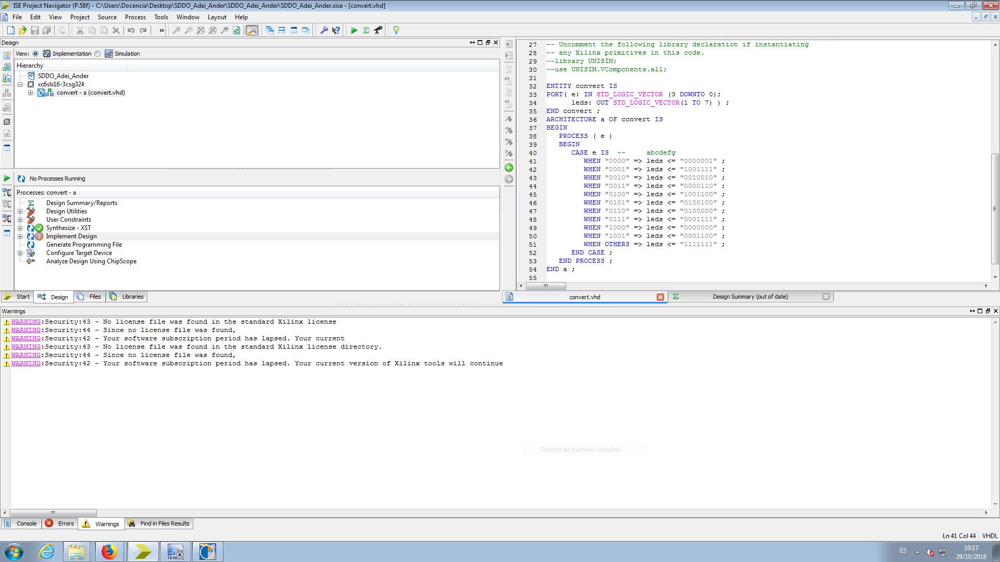 ISE Project Navigator (P.58f) - C:\Users\Docencia\Desktop\SDDO_Adei_Ander\SDDO_Adei_Ander\SDDO_Adei_Ander.xise - [convert.vhd]
File Edit View Project Source Process Tools Window Layout Help
Design
View: Implementation Simulation
Hierarchy
SDDO_Adei_Ander
xc6slx16-3csg324
convert - a (convert.vhd)
No Processes Running
Processes: convert - a
Design Summary/Reports
Design Utilities
User Constraints
Synthesize - XST
Implement Design
Generate Programming File
Configure Target Device
Analyze Design Using ChipScope
Start Design Files Libraries
27 -- Uncomment the following library declaration if instantiating
28 -- any Xilinx primitives in this code.
29 --library UNISIM;
30 --use UNISIM.VComponents.all;
31
32 ENTITY convert IS
33 PORT( e: IN STD_LOGIC_VECTOR (3 DOWNTO 0);
34 leds: OUT STD_LOGIC_VECTOR(1 TO 7) ) ;
35 END convert ;
36 ARCHITECTURE a OF convert IS
37 BEGIN
38 PROCESS ( e )
39 BEGIN
40 CASE e IS -- abcdefg
41 WHEN "0000" => leds <= "0000001" ;
42 WHEN "0001" => leds <= "1001111" ;
43 WHEN "0010" => leds <= "0010010" ;
44 WHEN "0011" => leds <= "0000110" ;
45 WHEN "0100" => leds <= "1001100" ;
46 WHEN "0101" => leds <= "0100100" ;
47 WHEN "0110" => leds <= "0100000" ;
48 WHEN "0111" => leds <= "0001111" ;
49 WHEN "1000" => leds <= "0000000" ;
50 WHEN "1001" => leds <= "0001100" ;
51 WHEN OTHERS => leds <= "1111111" ;
52 END CASE ;
53 END PROCESS ;
54 END a ;
55
convert.vhd Design Summary (out of date)
Warnings
WARNING:Security:43 - No license file was found in the standard Xilinx license
WARNING:Security:44 - Since no license file was found,
WARNING:Security:42 - Your software subscription period has lapsed. Your current
WARNING:Security:43 - No license file was found in the standard Xilinx license directory.
WARNING:Security:44 - Since no license file was found,
WARNING:Security:42 - Your software subscription period has lapsed. Your current version of Xilinx tools will continue
Recorte de pantalla completa
Console Errors Warnings Find in Files Results
Ln 41 Col 44 VHDL
ISim
ES
10:17
29/10/2018